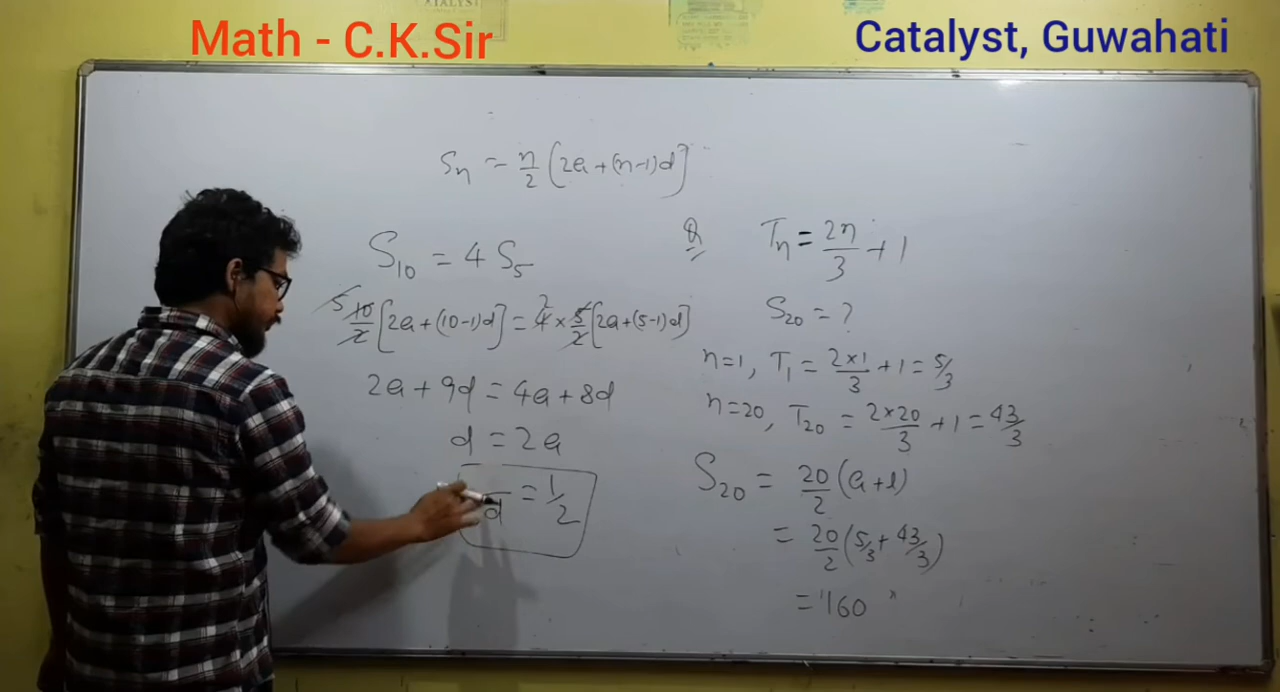 Math - C.K.Sir
Catalyst, Guwahati
Sn = n/2 [2a + (n-1)d]
S10 = 4 S5
5 10/2 [2a + (10-1)d] = 2 4 × 5/2 [2a + (5-1)d]
2a + 9d = 4a + 8d
d = 2a
d = 1/2
Q
Tn = 2n/3 + 1
S20 = ?
n=1, T1 = 2×1/3 + 1 = 5/3
n=20, T20 = 2×20/3 + 1 = 43/3
S20 = 20/2 (a+l)
= 20/2 (5/3 + 43/3)
= 160